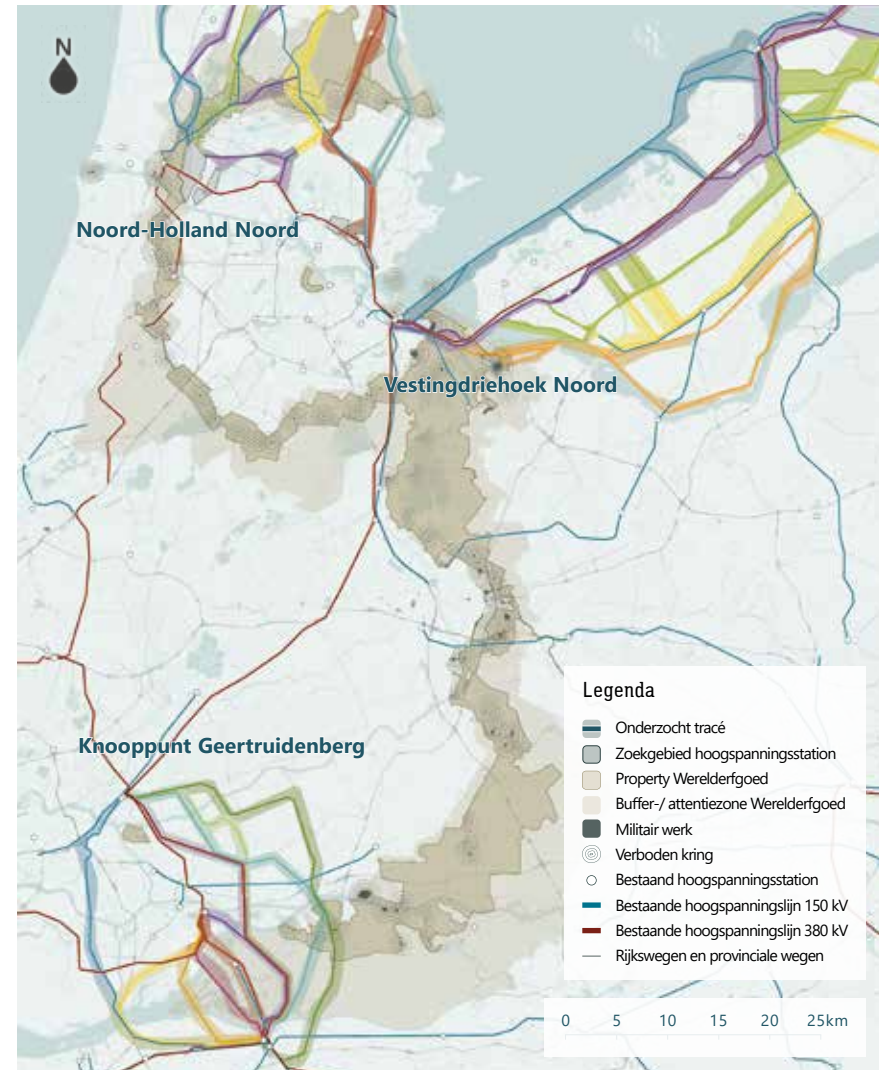 N
Noord-Holland Noord
Vestingdriehoek Noord
Knooppunt Geertruidenberg
Legenda
Onderzocht tracé
Zoekgebied hoogspanningsstation
Property Werelderfgoed
Buffer-/ attentiezone Werelderfgoed
Militair werk
Verboden kring
Bestaand hoogspanningsstation
Bestaande hoogspanningslijn 150 kV
Bestaande hoogspanningslijn 380 kV
Rijkswegen en provinciale wegen
0 5 10 15 20 25km